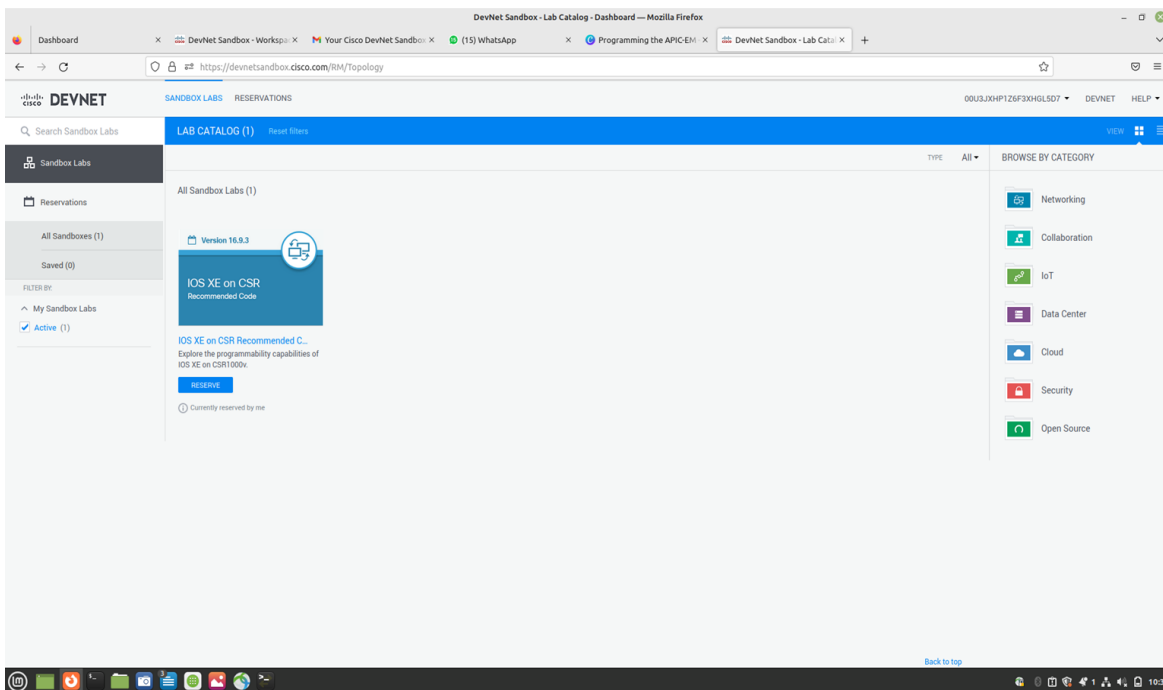 DevNet Sandbox - Lab Catalog - Dashboard — Mozilla Firefox
Dashboard
DevNet Sandbox - Workspac
Your Cisco DevNet Sandbox
(15) WhatsApp
Programming the APIC-EM
DevNet Sandbox - Lab Catal
https://devnetsandbox.cisco.com/RM/Topology
cisco DEVNET
SANDBOX LABS
RESERVATIONS
00U3JXHP1Z6F3XHGL5D7
DEVNET
HELP
Search Sandbox Labs
LAB CATALOG (1)
Reset filters
VIEW
Sandbox Labs
TYPE
All
BROWSE BY CATEGORY
Reservations
All Sandboxes (1)
Saved (0)
FILTER BY:
My Sandbox Labs
Active (1)
All Sandbox Labs (1)
Version 16.9.3
IOS XE on CSR
Recommended Code
IOS XE on CSR Recommended C...
Explore the programmability capabilities of
IOS XE on CSR1000v.
RESERVE
Currently reserved by me
Networking
Collaboration
IoT
Data Center
Cloud
Security
Open Source
Back to top
3
1